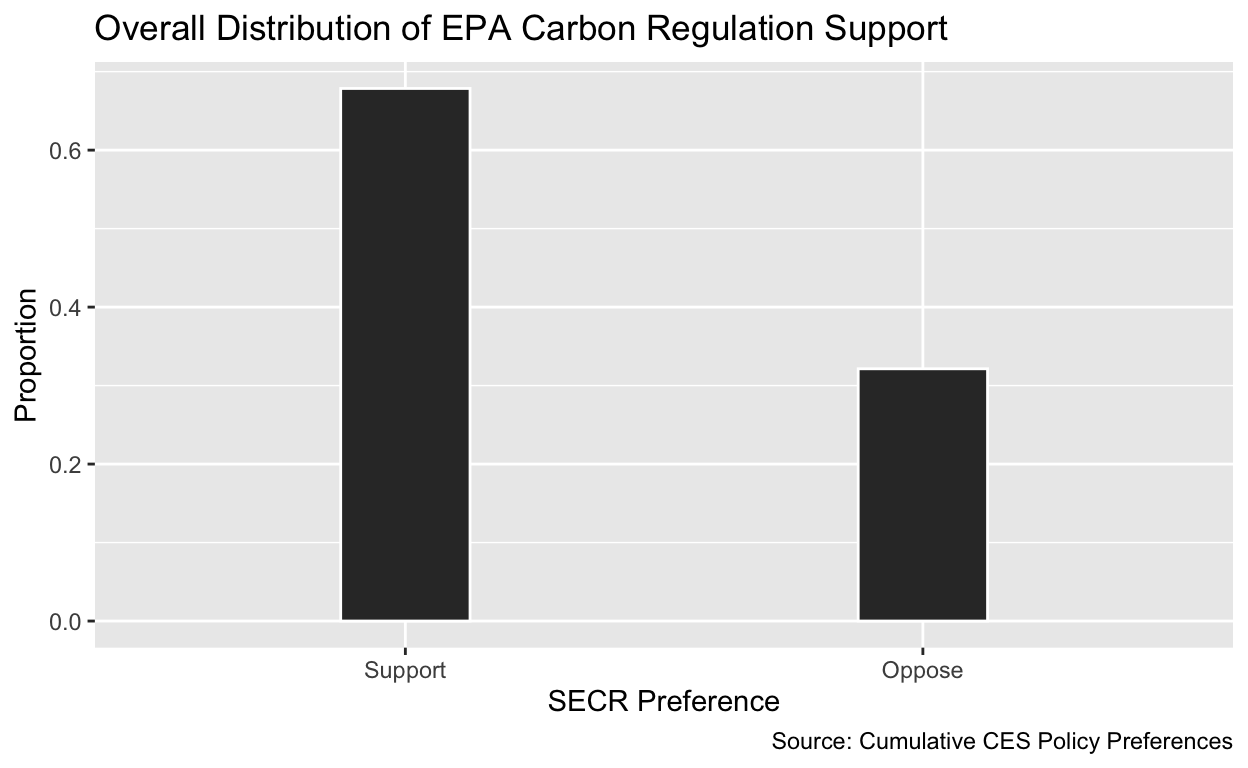 Overall Distribution of EPA Carbon Regulation Support
Proportion
0.6
0.4
0.2
0.0
Support
Oppose
SECR Preference
Source: Cumulative CES Policy Preferences